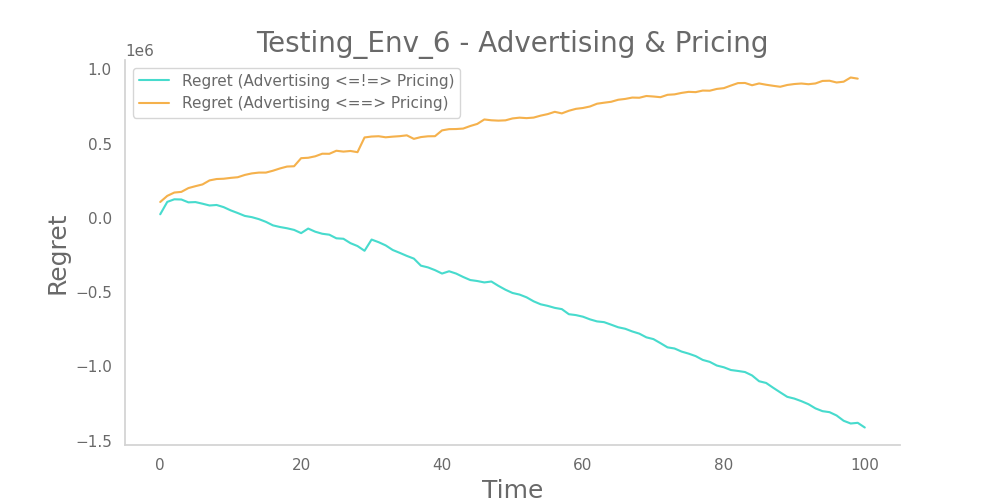 Testing_Env_6 - Advertising & Pricing
1e6
Regret (Advertising <=!=> Pricing)
Regret (Advertising <==> Pricing)
1.0
0.5
0.0
−0.5
−1.0
−1.5
Regret
0 20 40 60 80 100
Time